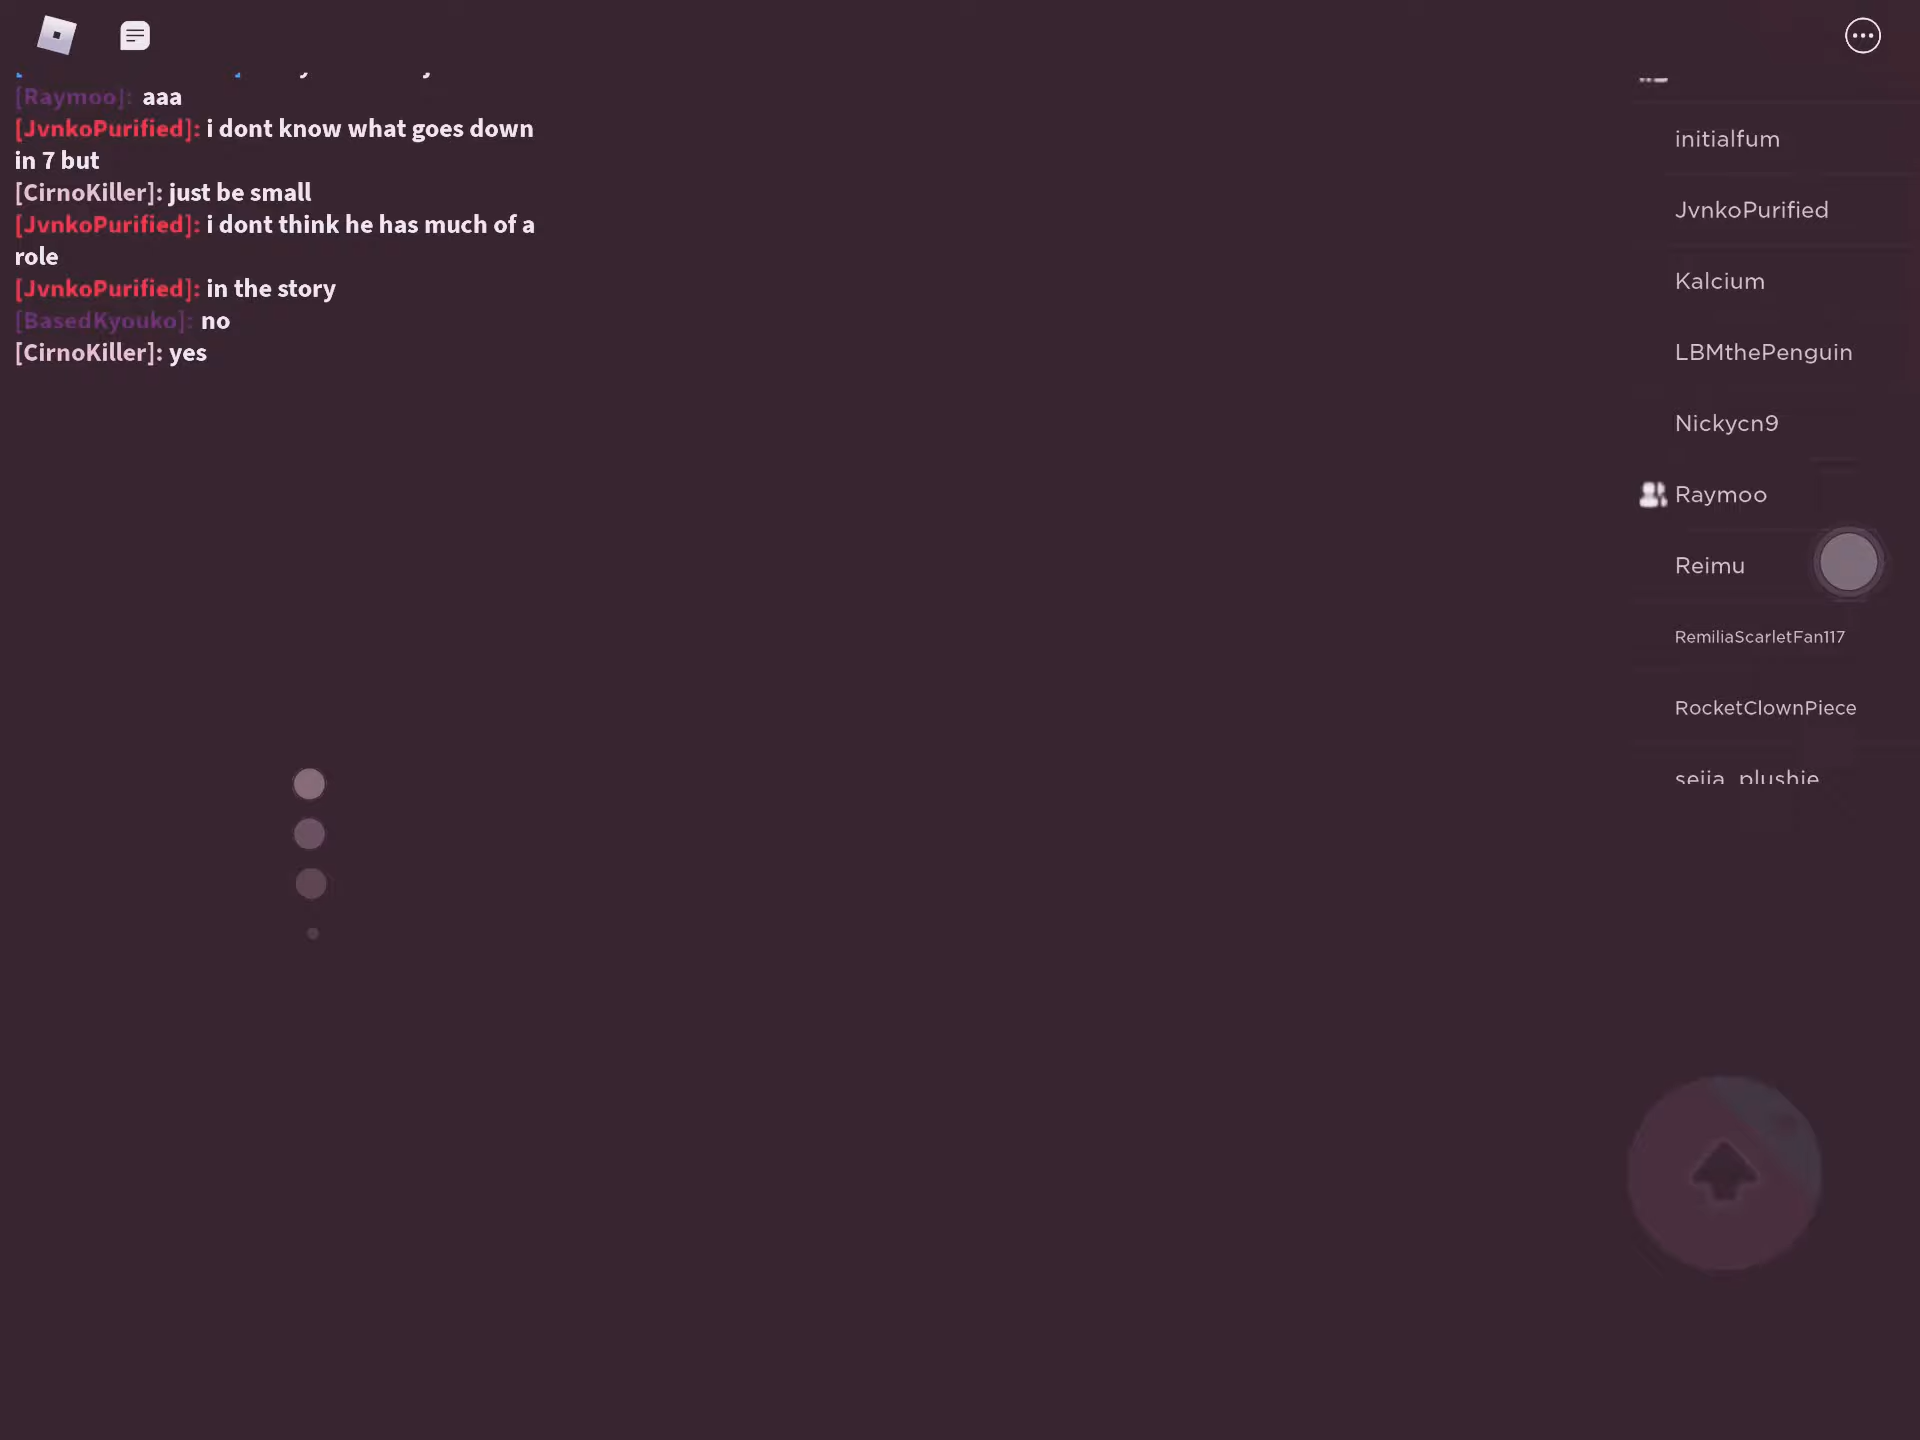 [Raymoo]: aaa
[JvnkoPurified]: i dont know what goes down
in 7 but
[CirnoKiller]: just be small
[JvnkoPurified]: i dont think he has much of a
role
[JvnkoPurified]: in the story
[BasedKyouko]: no
[CirnoKiller]: yes
initialfum
JvnkoPurified
Kalcium
LBMthePenguin
Nickycn9
Raymoo
Reimu
RemiliaScarletFan117
RocketClownPiece
seija_plushie